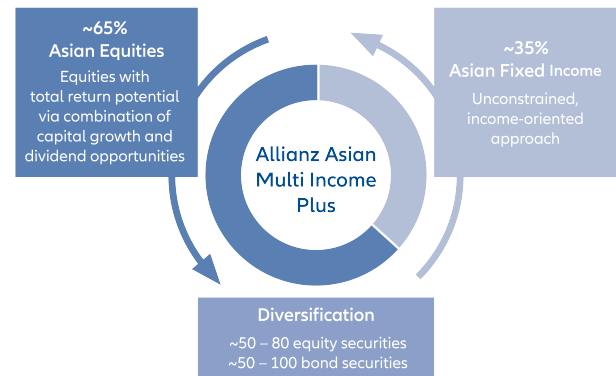 ~65%
Asian Equities
Equities with
total return potential
via combination of
capital growth and
dividend opportunities
~35%
Asian Fixed Income
Unconstrained,
income-oriented
approach
Allianz Asian
Multi Income
Plus
Diversification
~50 – 80 equity securities
~50 – 100 bond securities